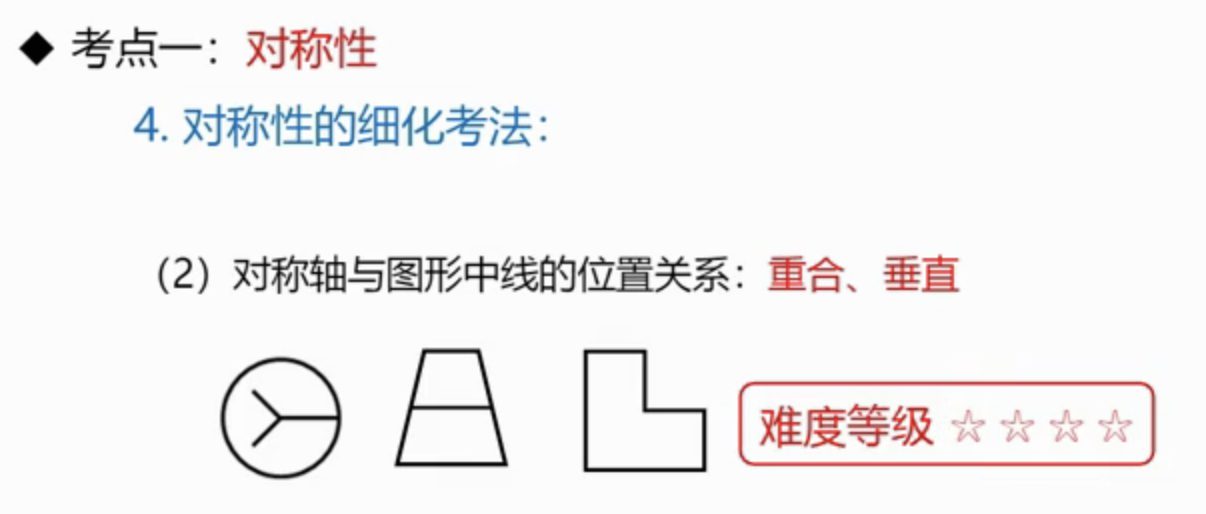 ◆ 考点一：对称性
4. 对称性的细化考法：
（2）对称轴与图形中线的位置关系：重合、垂直
难度等级 ☆ ☆ ☆ ☆